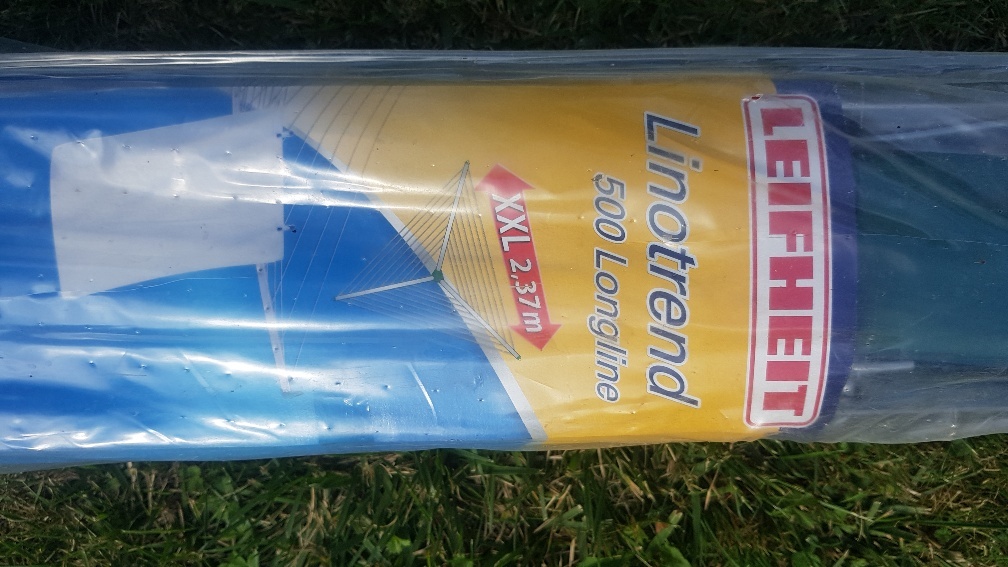 LEIFHEIT
Linotrend
500 Longline
XXL 2,37m